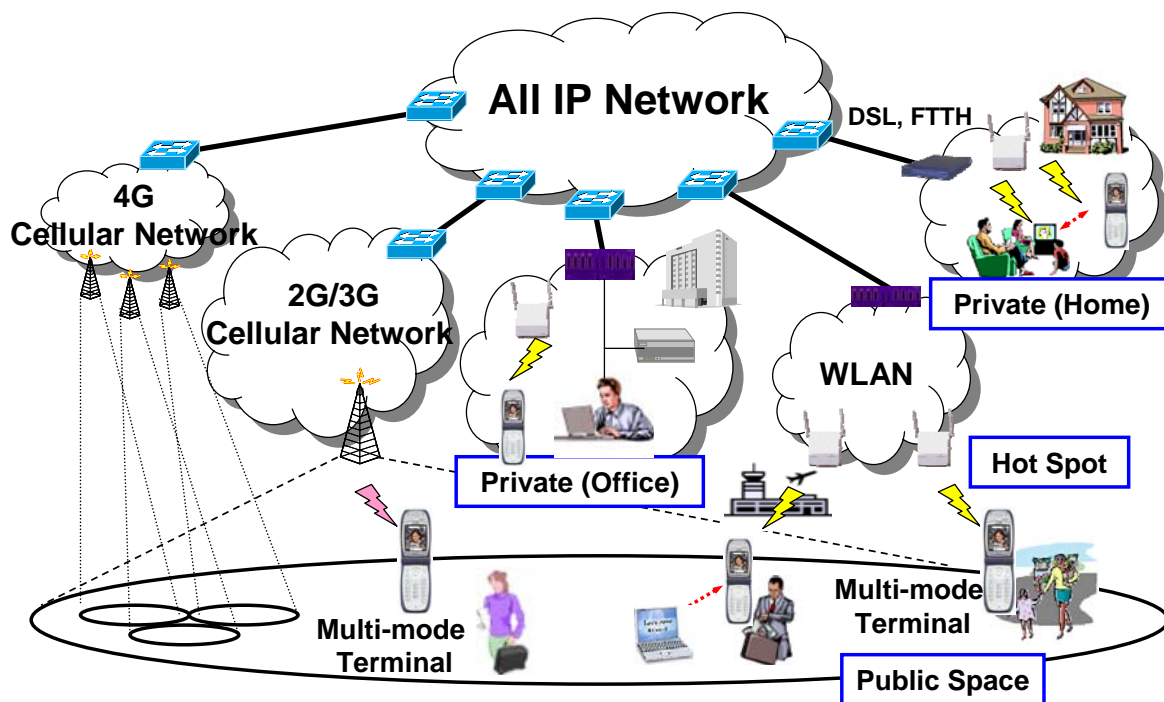 All IP Network
DSL, FTTH
4G
Cellular Network
2G/3G
Cellular Network
Private (Home)
WLAN
Private (Office)
Hot Spot
Multi-mode
Terminal
Multi-mode
Terminal
Public Space